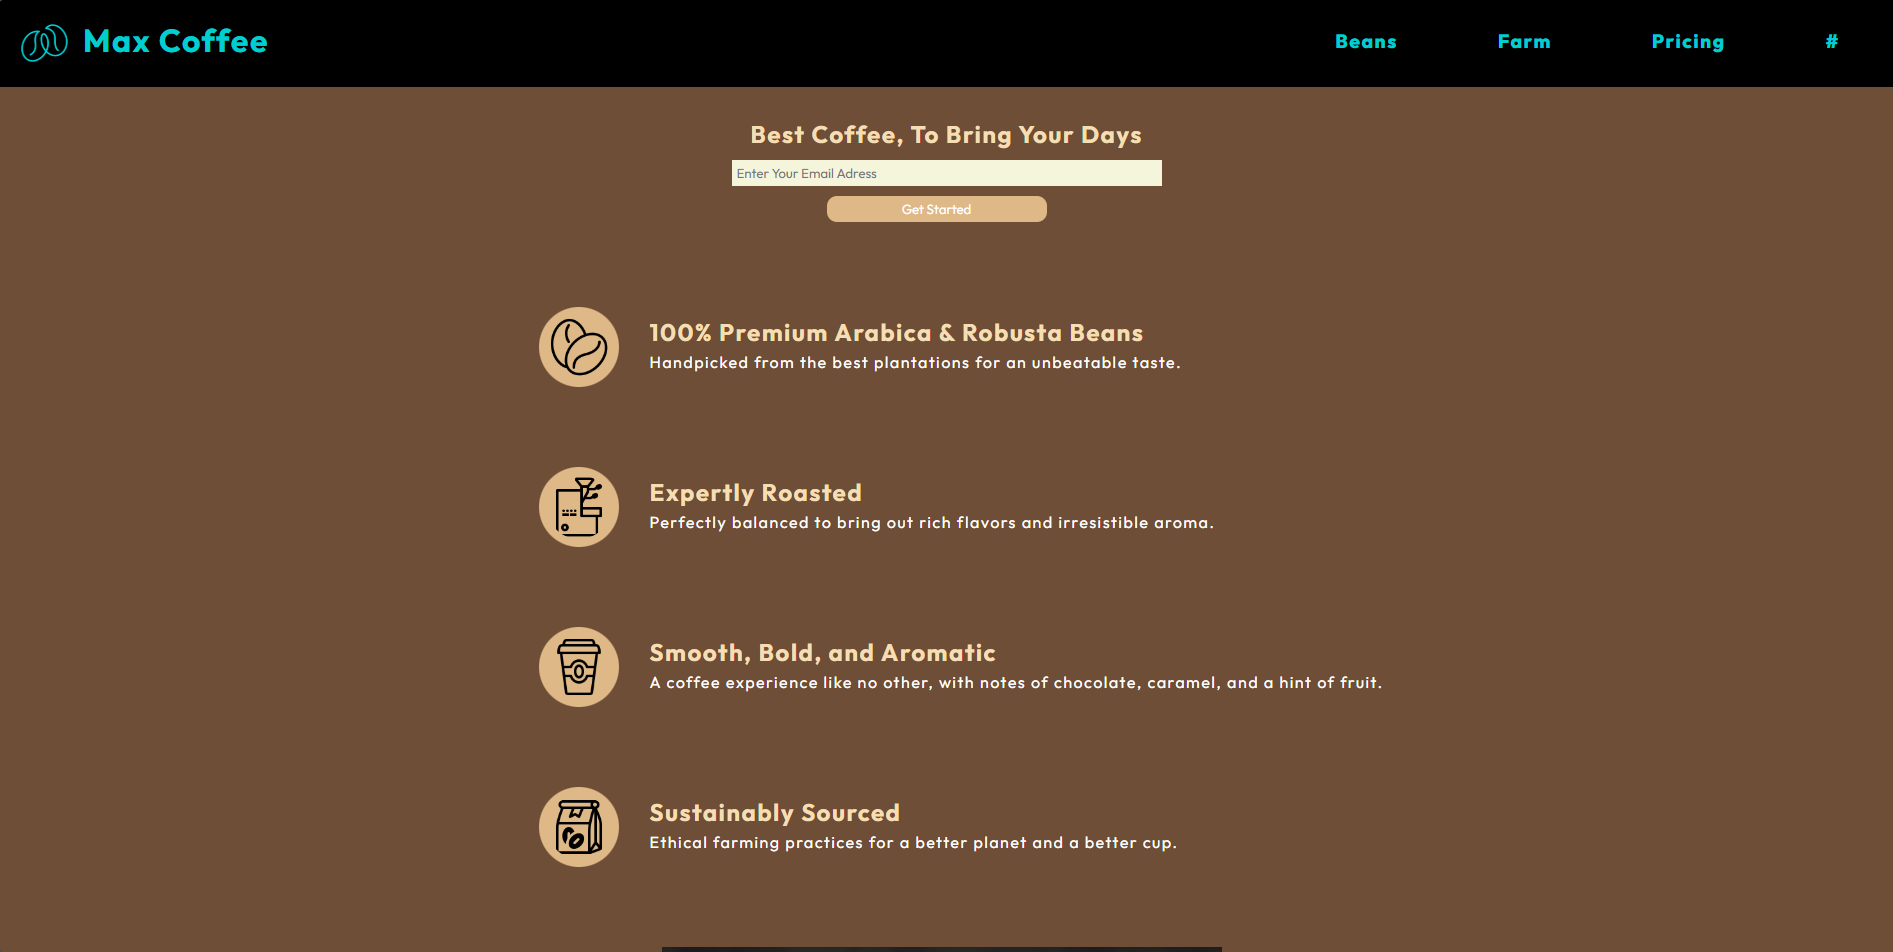 Max Coffee
Beans Farm Pricing #
Best Coffee, To Bring Your Days
Enter Your Email Adress
Get Started
100% Premium Arabica & Robusta Beans
Handpicked from the best plantations for an unbeatable taste.
Expertly Roasted
Perfectly balanced to bring out rich flavors and irresistible aroma.
Smooth, Bold, and Aromatic
A coffee experience like no other, with notes of chocolate, caramel, and a hint of fruit.
Sustainably Sourced
Ethical farming practices for a better planet and a better cup.